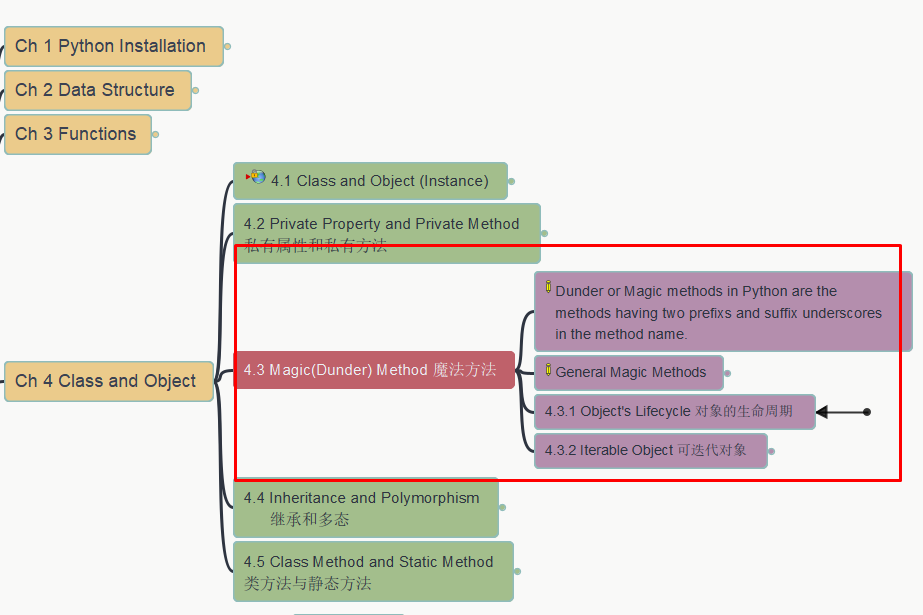 Ch 1 Python Installation
Ch 2 Data Structure
Ch 3 Functions
4.1 Class and Object (Instance)
4.2 Private Property and Private Method
私有属性和私有方法
Dunder or Magic methods in Python are the
methods having two prefixs and suffix underscores
in the method name.
4.3 Magic(Dunder) Method 魔法方法
General Magic Methods
Ch 4 Class and Object
4.3.1 Object's Lifecycle 对象的生命周期
4.3.2 Iterable Object 可迭代对象
4.4 Inheritance and Polymorphism
继承和多态
4.5 Class Method and Static Method
类方法与静态方法